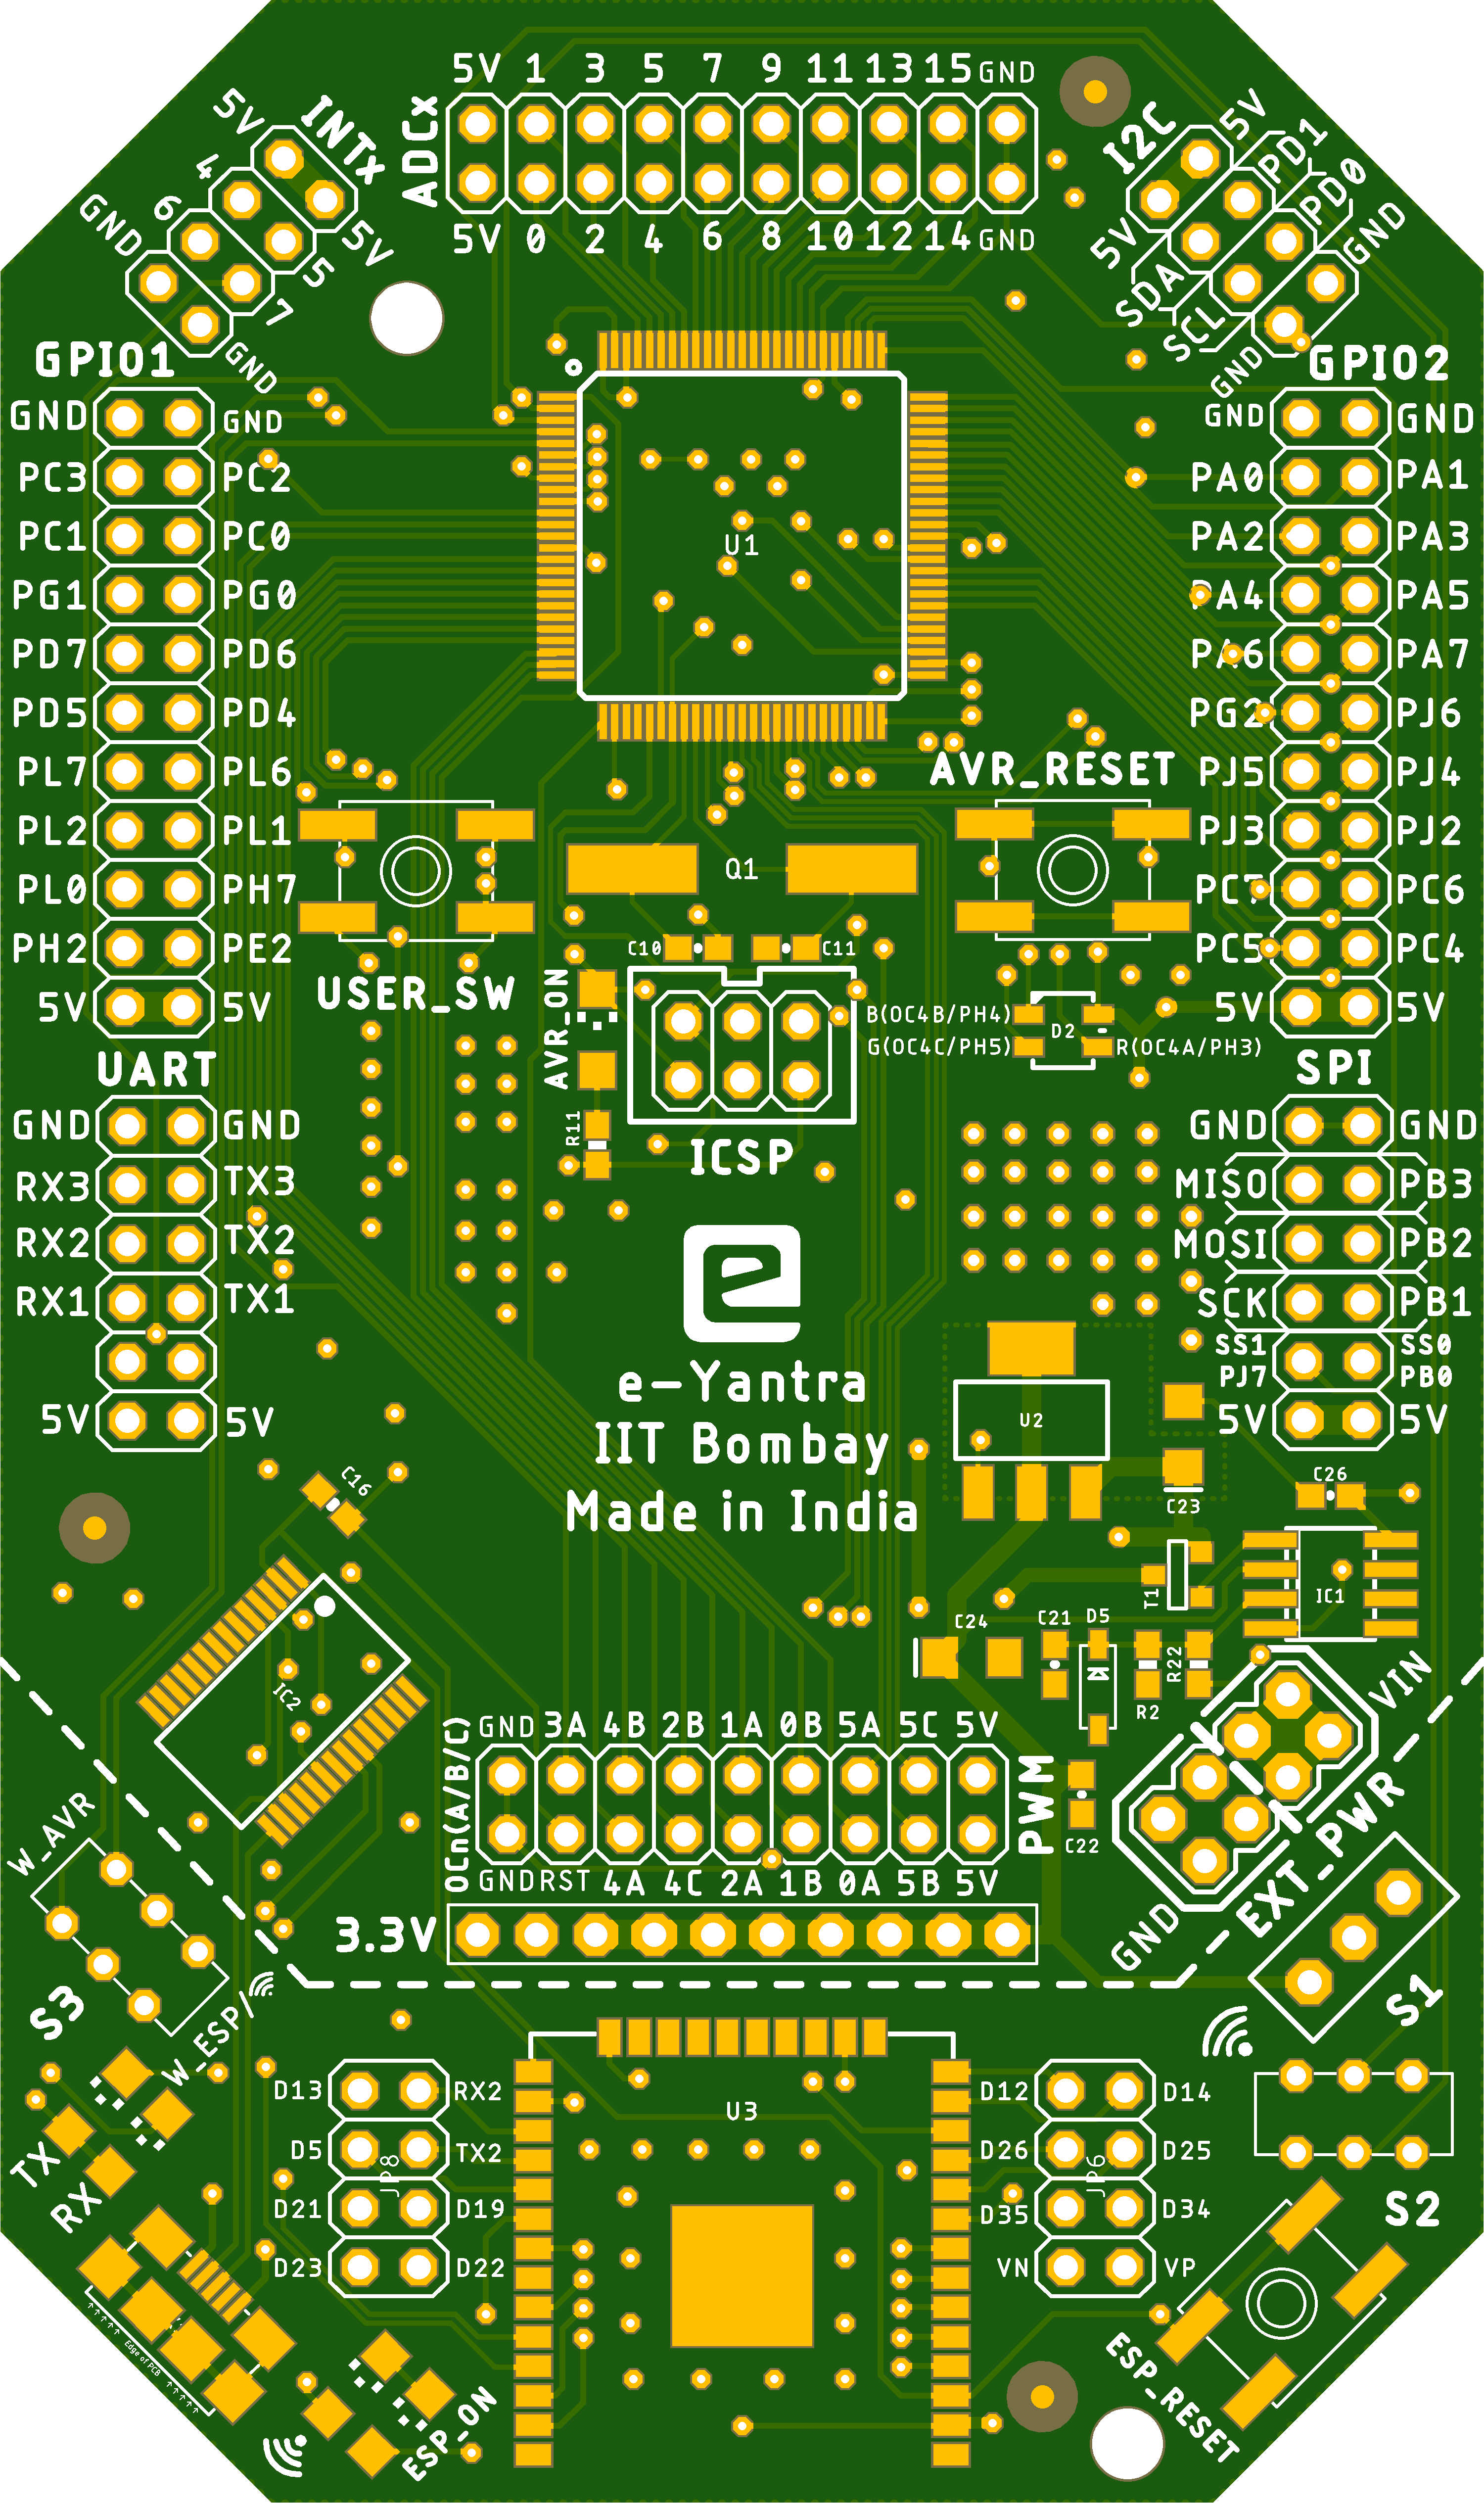 5V 1 3 5 7 9 11 13 15 GND
ADCx
5V 0 2 4 6 8 10 12 14 GND
INTx
5V
4
6
GND
5V
5
7
GND
I2C
5V
PD1
PD0
GND
5V
SDA
SCL
GND
GPIO1
GND GND
PC3 PC2
PC1 PC0
PG1 PG0
PD7 PD6
PD5 PD4
PL7 PL6
PL2 PL1
PL0 PH7
PH2 PE2
5V 5V
U1
GPIO2
GND GND
PA0 PA1
PA2 PA3
PA4 PA5
PA6 PA7
PG2 PJ6
PJ5 PJ4
PJ3 PJ2
PC7 PC6
PC5 PC4
5V 5V
AVR_RESET
Q1
C10 C11
USER_SW
AVR_ON
R11
ICSP
B(OC4B/PH4)
G(OC4C/PH5)
D2
R(OC4A/PH3)
UART
GND GND
RX3 TX3
RX2 TX2
RX1 TX1
5V 5V
SPI
GND GND
MISO PB3
MOSI PB2
SCK PB1
SS1 SS0
PJ7 PB0
5V 5V
e
e-Yantra
IIT Bombay
Made in India
U2
C23
C26
C16
IC1
T1
C24
C21
D5
R2
R22
IC2
C22
OCn(A/B/C)
GND 3A 4B 2B 1A 0B 5A 5C 5V
PWM
GND RST 4A 4C 2A 1B 0A 5B 5V
3.3V
VIN
EXT_PWR
GND
S1
W_AVR
S3
W_ESP/
TX
RX
D13 RX2
D5 TX2
JP8
D21 D19
D23 D22
U3
D12 D14
D26 D25
JP6
D35 D34
VN VP
S2
ESP_RESET
Edge of PCB
ESP_ON